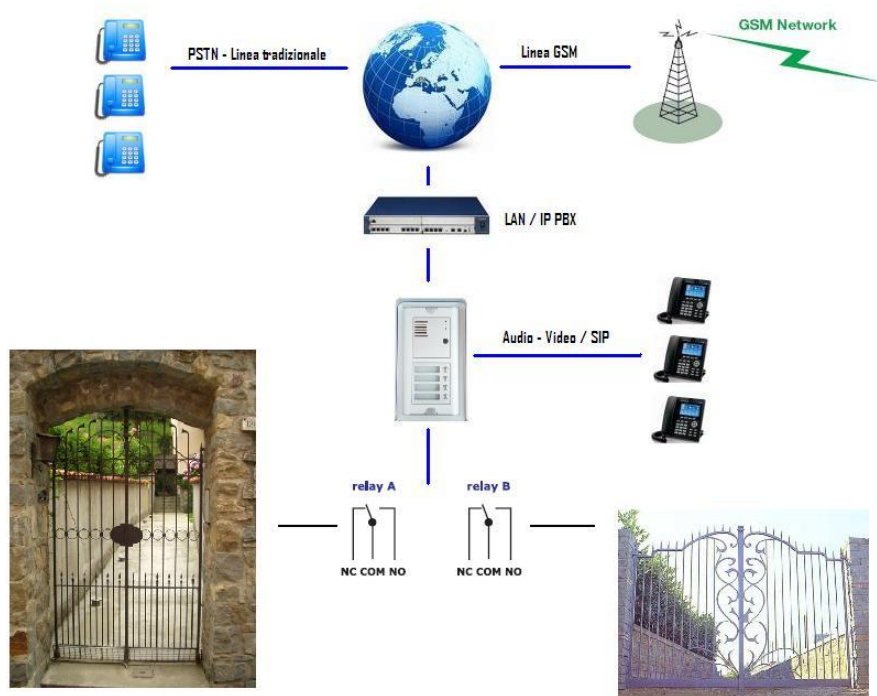 GSM Network
PSTN - Linea tradizionale
Linea GSM
LAN / IP PBX
Audio - Video / SIP
relay A
relay B
NC COM NO
NC COM NO